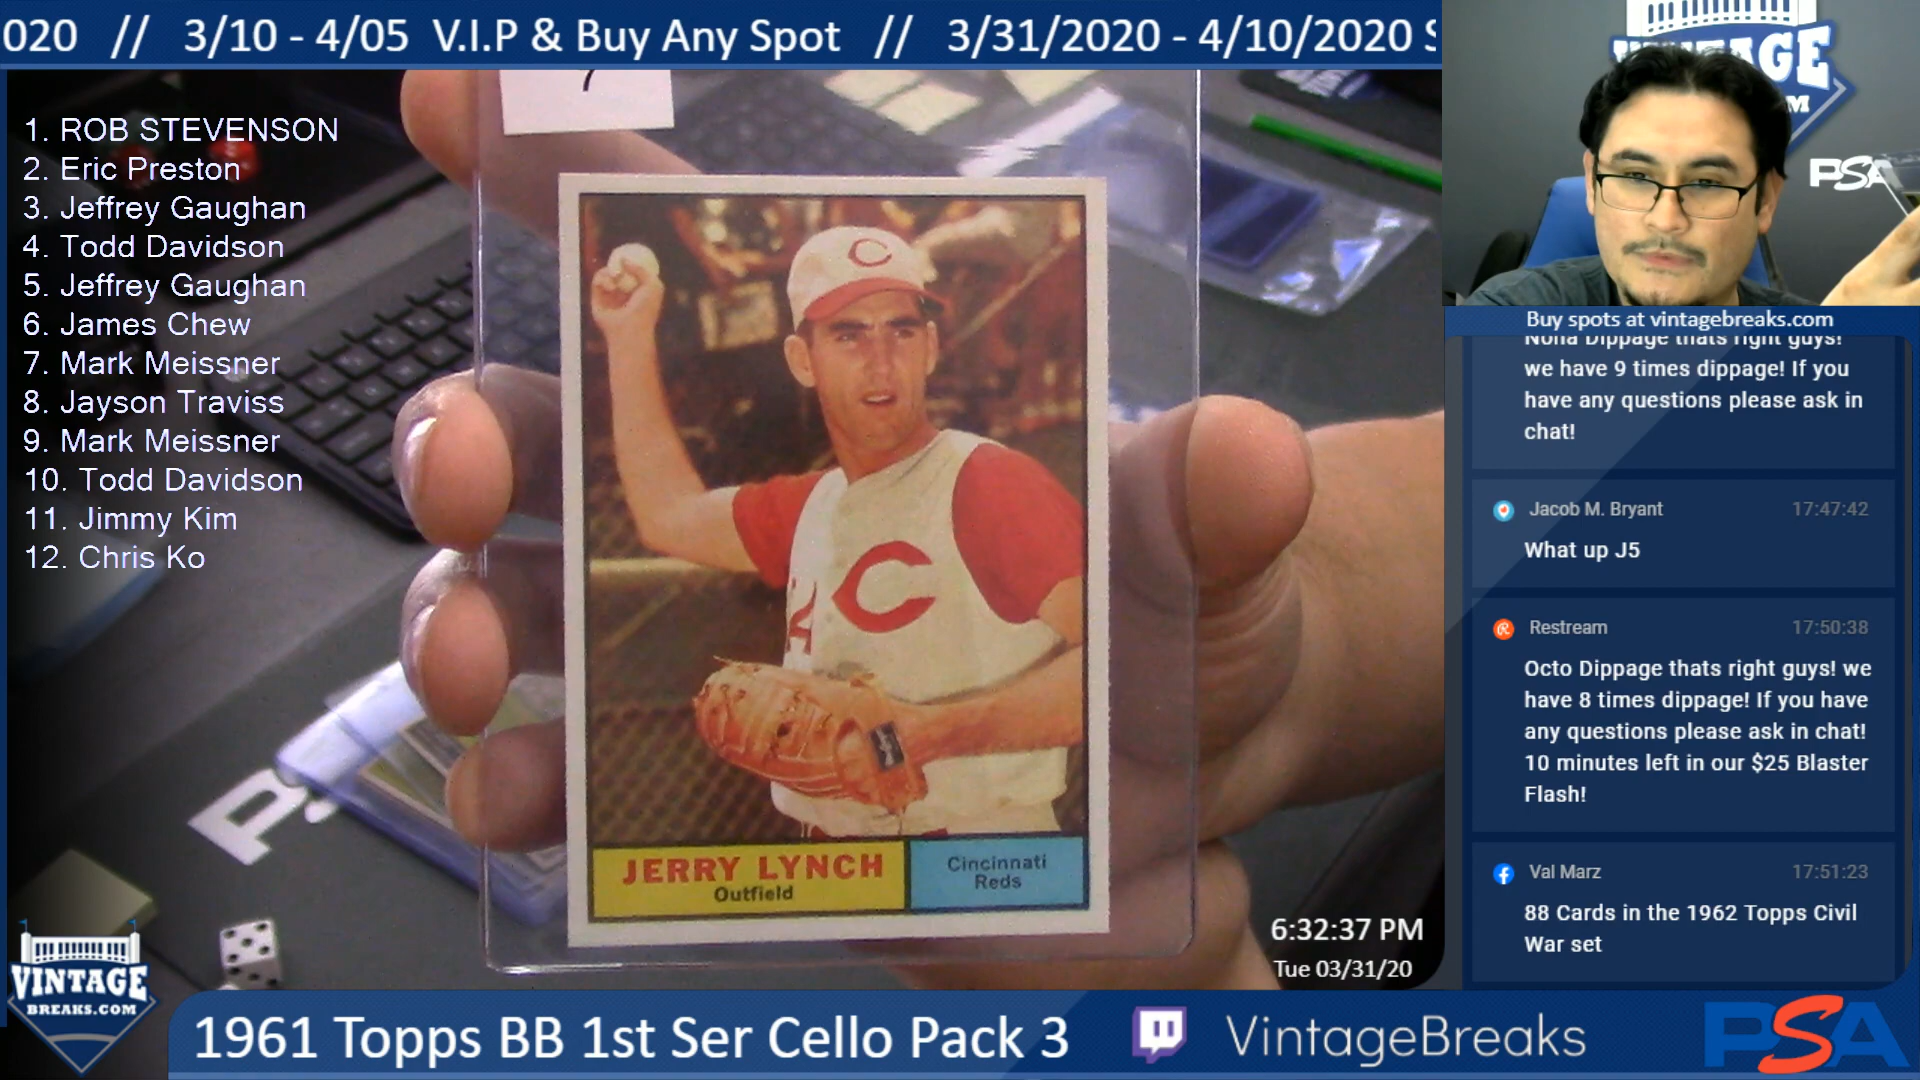 020 // 3/10 - 4/05 V.I.P & Buy Any Spot // 3/31/2020 - 4/10/2020 S
VINTAGE
M
PSA
7
1. ROB STEVENSON
2. Eric Preston
3. Jeffrey Gaughan
4. Todd Davidson
5. Jeffrey Gaughan
6. James Chew
7. Mark Meissner
8. Jayson Traviss
9. Mark Meissner
10. Todd Davidson
11. Jimmy Kim
12. Chris Ko
C
C
JERRY LYNCH
Outfield
Cincinnati
Reds
Buy spots at vintagebreaks.com
Nona Dippage thats right guys!
we have 9 times dippage! If you
have any questions please ask in
chat!
Jacob M. Bryant 17:47:42
What up J5
Restream 17:50:38
Octo Dippage thats right guys! we
have 8 times dippage! If you have
any questions please ask in chat!
10 minutes left in our $25 Blaster
Flash!
Val Marz 17:51:23
88 Cards in the 1962 Topps Civil
War set
6:32:37 PM
Tue 03/31/20
VINTAGE
BREAKS.COM
1961 Topps BB 1st Ser Cello Pack 3
VintageBreaks
PSA